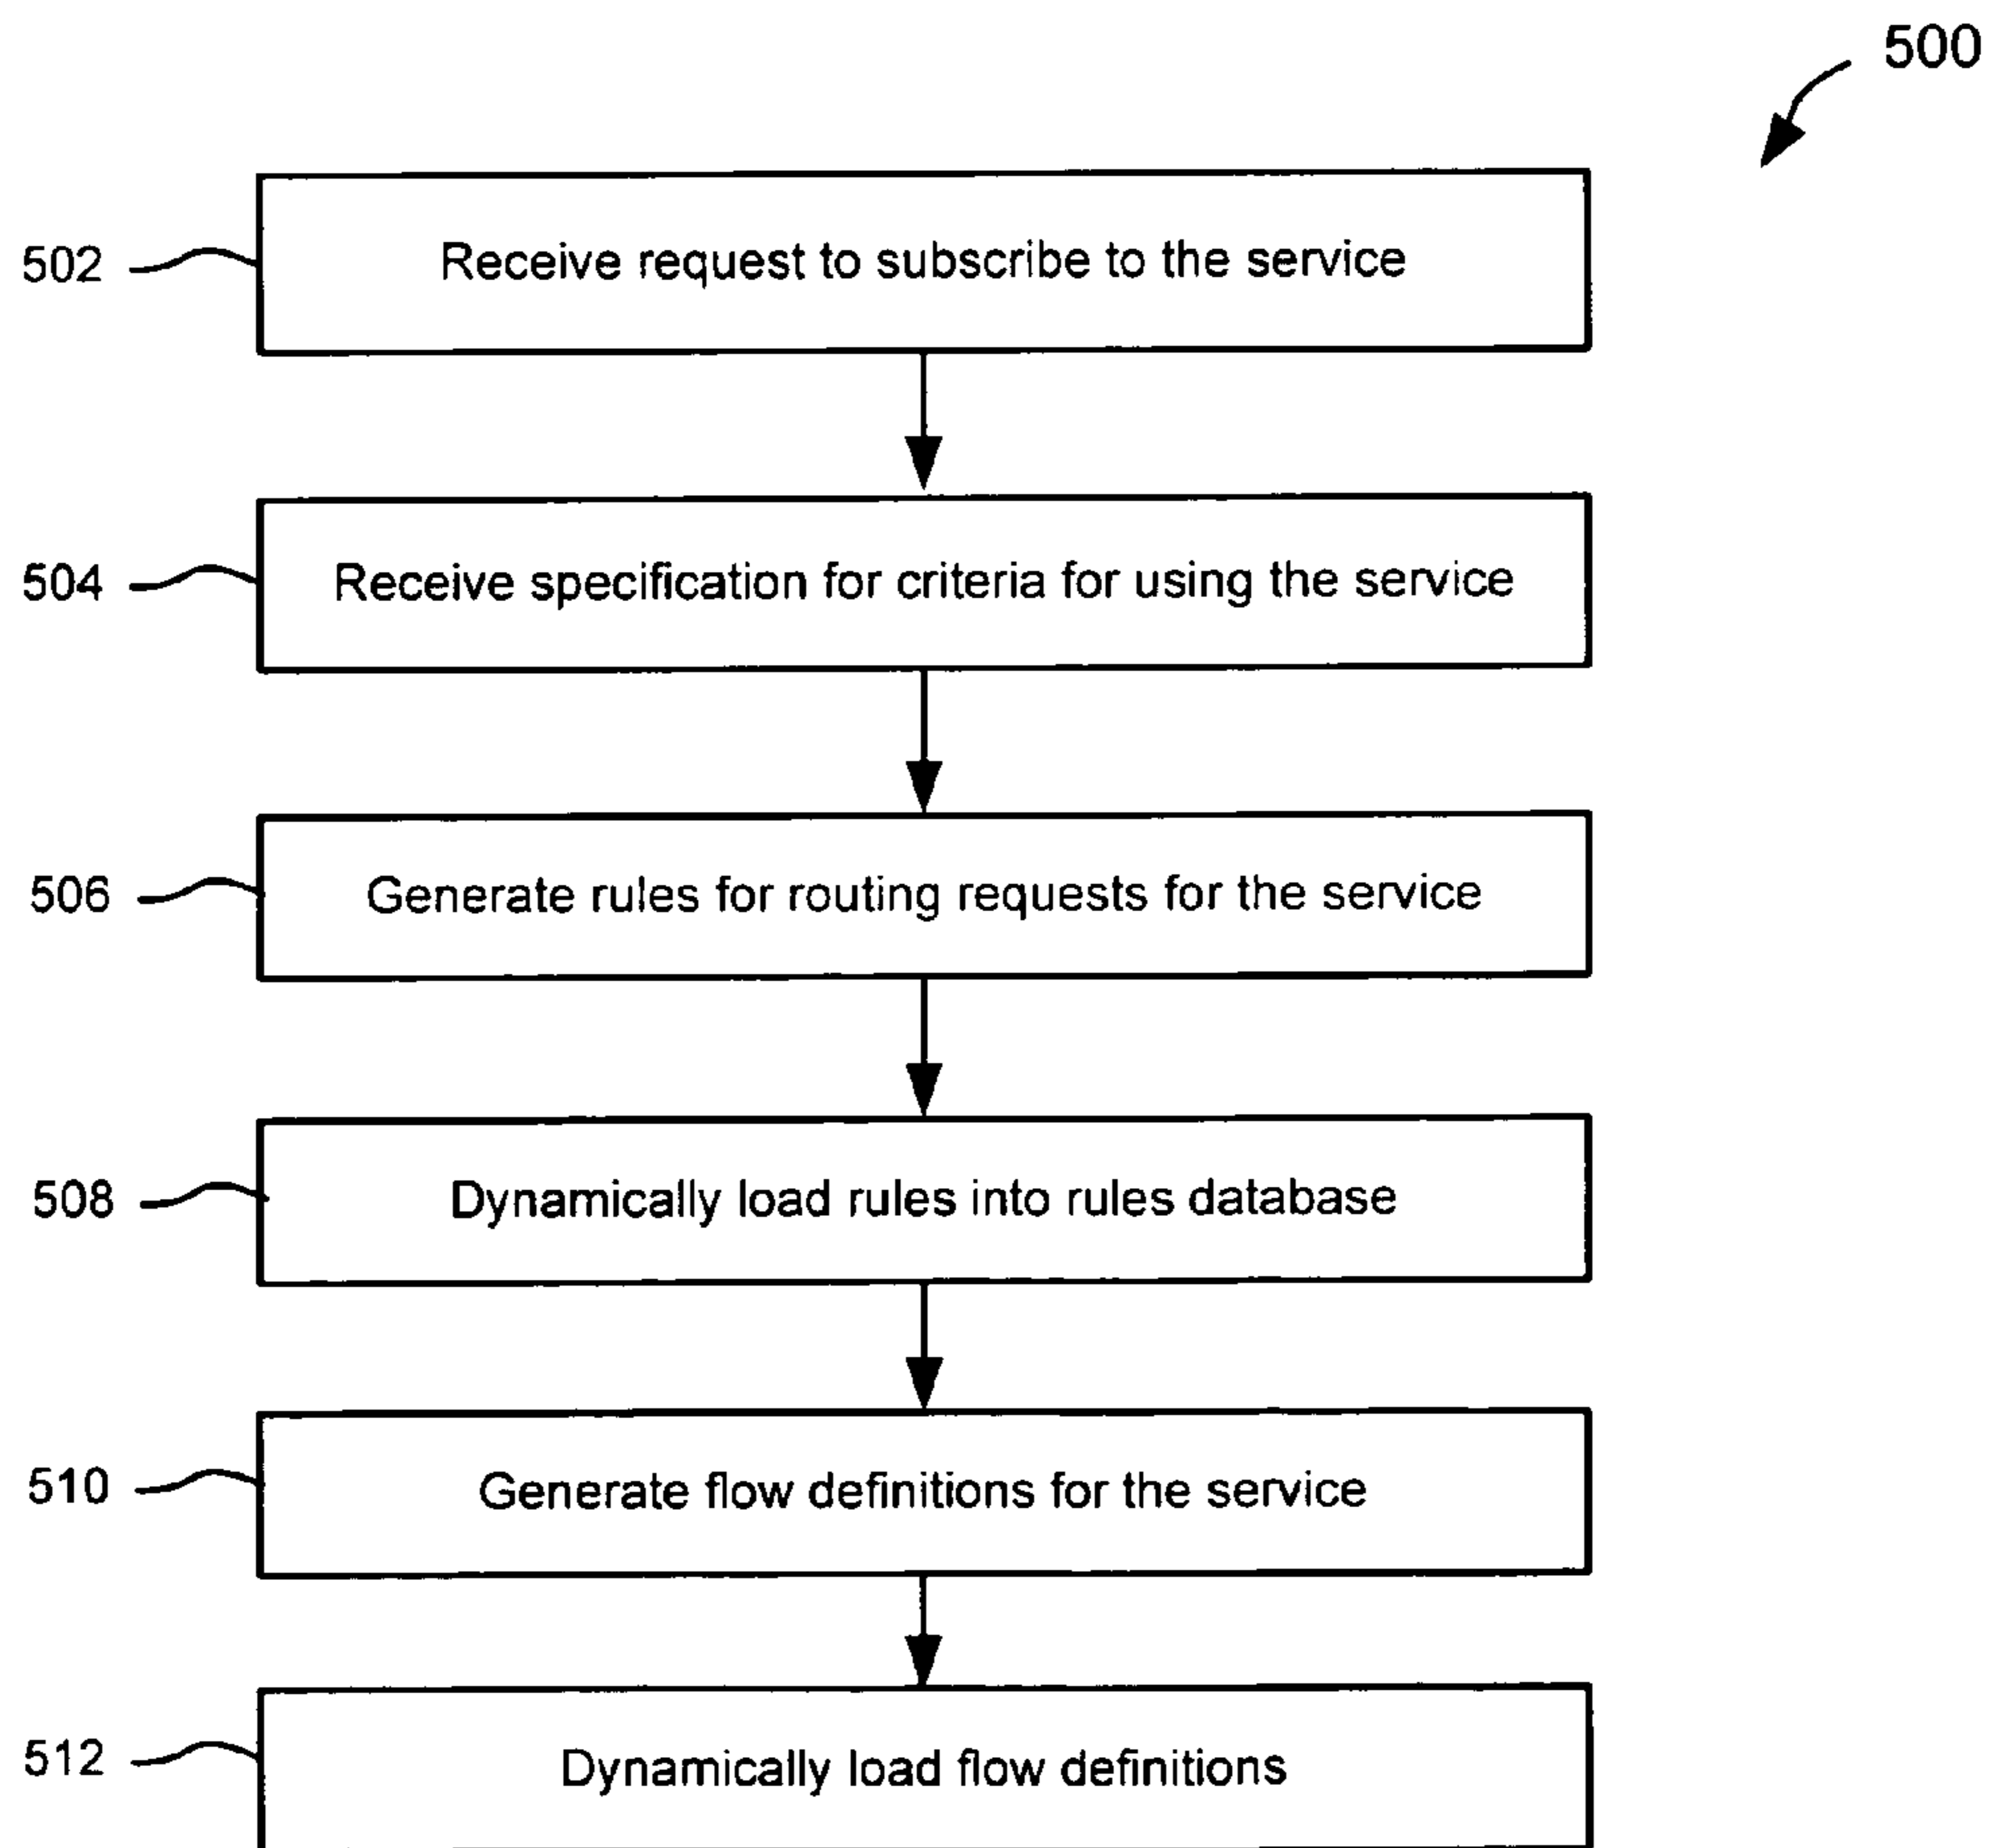 500
502 Receive request to subscribe to the service
504 Receive specification for criteria for using the service
506 Generate rules for routing requests for the service
508 Dynamically load rules into rules database
510 Generate flow definitions for the service
512 Dynamically load flow definitions